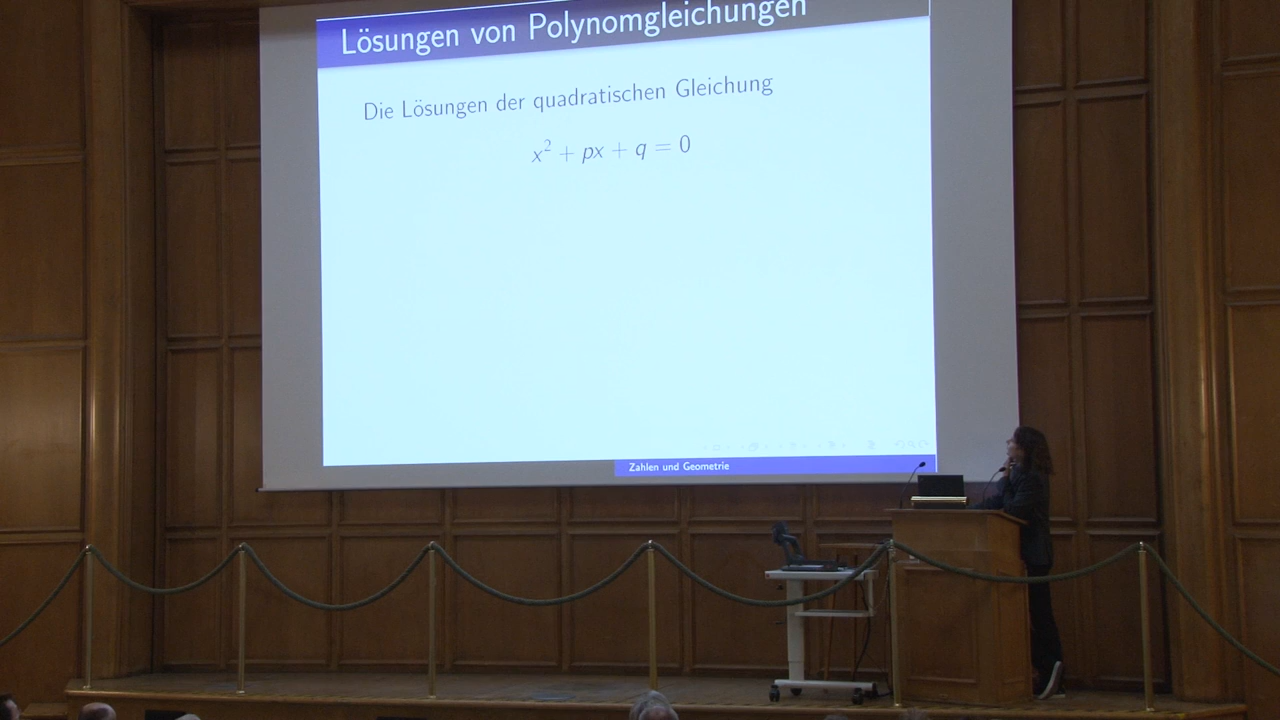 Lösungen von Polynomgleichungen
Die Lösungen der quadratischen Gleichung
x² + px + q = 0
Zahlen und Geometrie